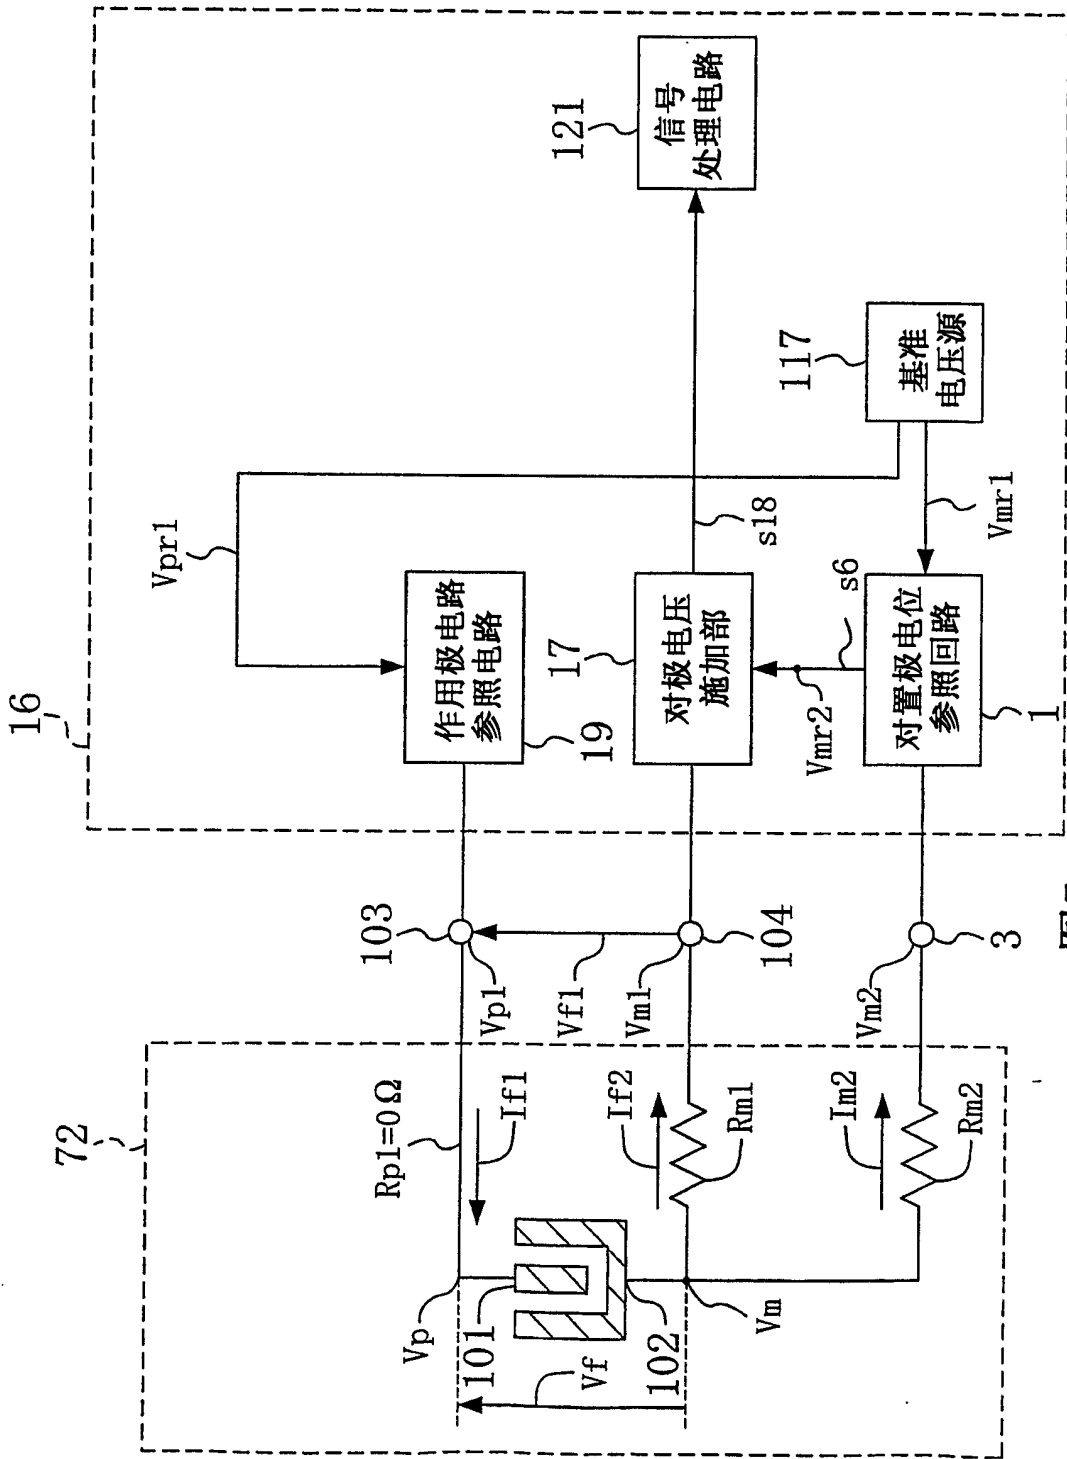 16
72
Vp
101
Vf
102
Vm
Rp1=0Ω
If1
If2
Rm1
Im2
Rm2
103
Vp1
Vf1
Vm1
104
Vm2
3
作用极电路
参照电路
19
Vpr1
对极电压
施加部
17
s18
Vmr2
s6
对置极电位
参照回路
1
Vmr1
基准
电压源
117
信号
处理电路
121